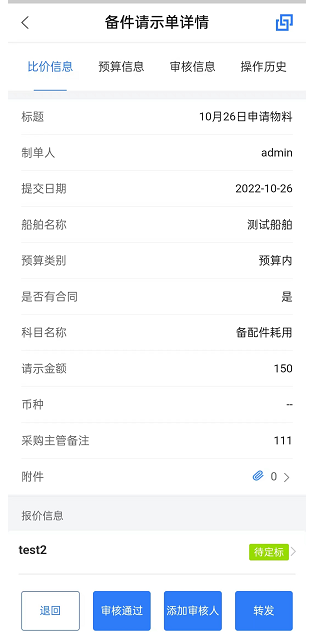 备件请示单详情
比价信息 预算信息 审核信息 操作历史
标题 10月26日申请物料
制单人 admin
提交日期 2022-10-26
船舶名称 测试船舶
预算类别 预算内
是否有合同 是
科目名称 备配件耗用
请示金额 150
币种 --
采购主管备注 111
附件 0
报价信息
test2 待定标
退回 审核通过 添加审核人 转发